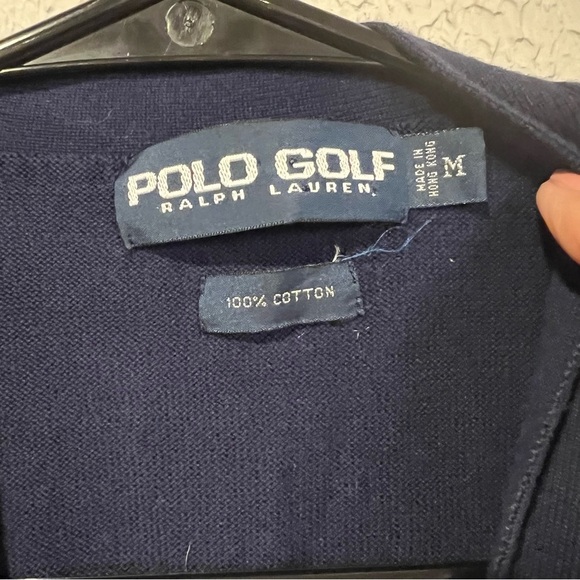 POLO GOLF
RALPH LAUREN
MADE IN
HONG KONG
M
100% COTTON